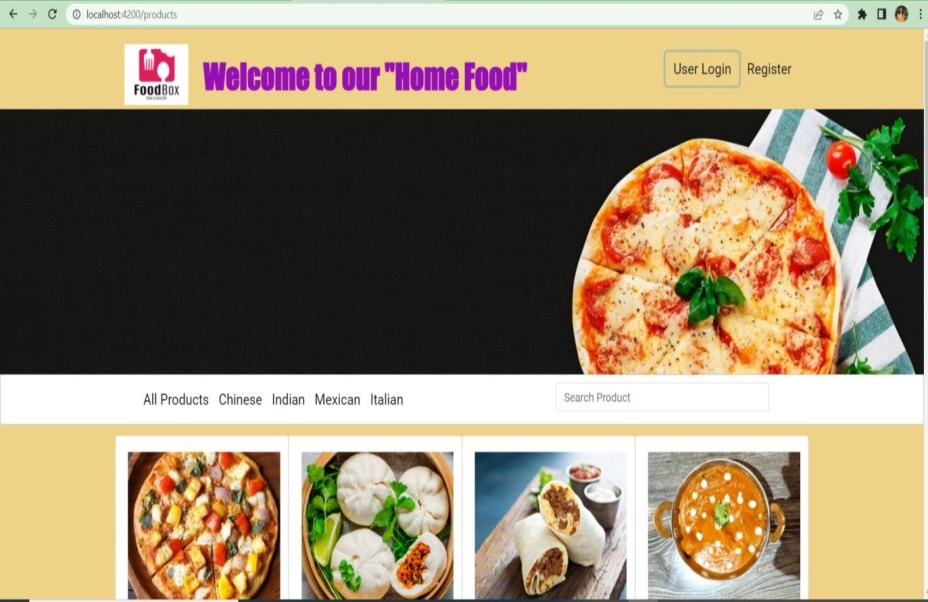 localhost:4200/products
FoodBox
Welcome to our "Home Food"
User Login Register
All Products Chinese Indian Mexican Italian
Search Product